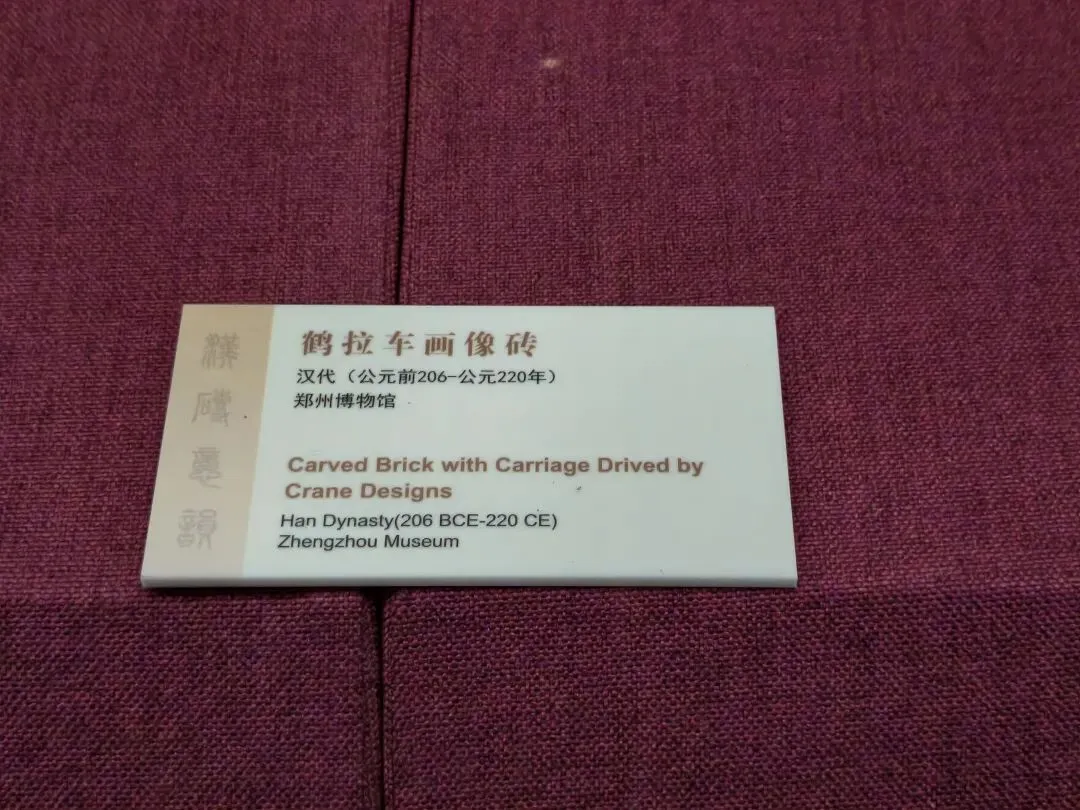 鹤拉车画像砖
汉代（公元前206-公元220年）
郑州博物馆
Carved Brick with Carriage Drived by
Crane Designs
Han Dynasty(206 BCE-220 CE)
Zhengzhou Museum